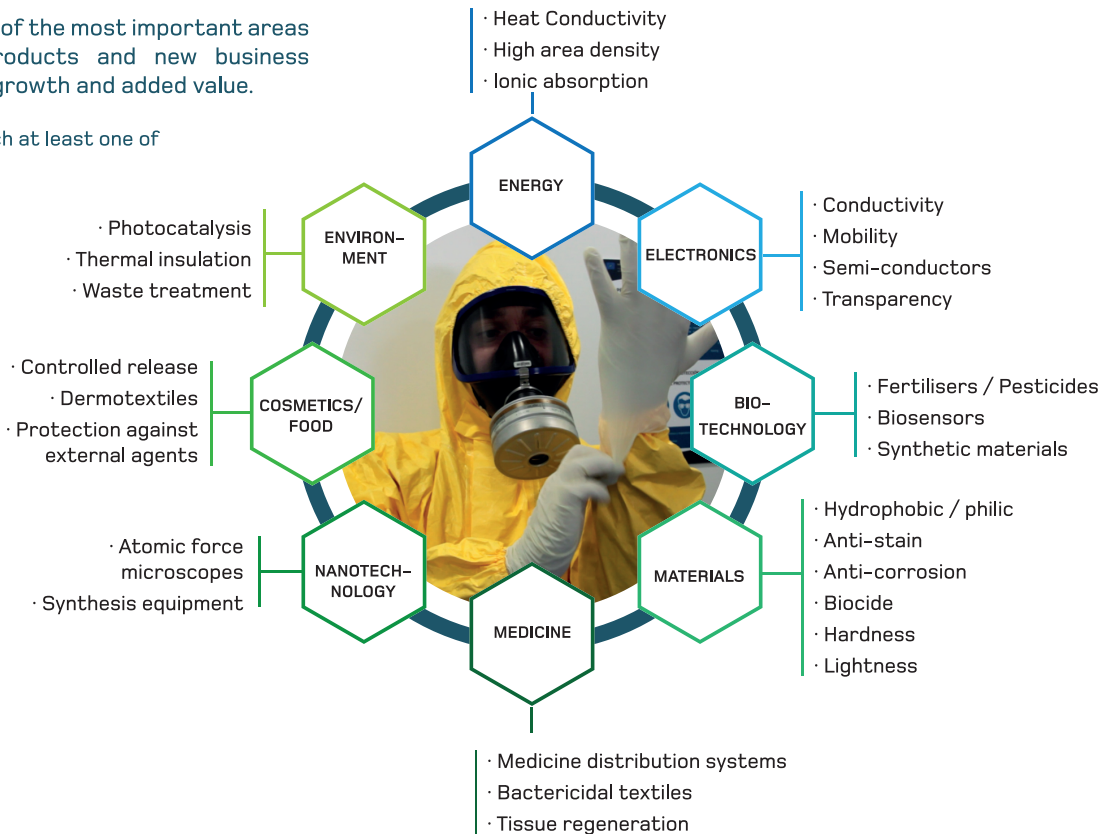 of the most important areas
roducts and new business
growth and added value.
ch at least one of
· Heat Conductivity
· High area density
· Ionic absorption
ENERGY
ENVIRON-
MENT
· Photocatalysis
· Thermal insulation
· Waste treatment
ELECTRONICS
· Conductivity
· Mobility
· Semi-conductors
· Transparency
COSMETICS/
FOOD
· Controlled release
· Dermotextiles
· Protection against
external agents
BIO-
TECHNOLOGY
· Fertilisers / Pesticides
· Biosensors
· Synthetic materials
NANOTECH-
NOLOGY
· Atomic force
microscopes
· Synthesis equipment
MATERIALS
· Hydrophobic / philic
· Anti-stain
· Anti-corrosion
· Biocide
· Hardness
· Lightness
MEDICINE
· Medicine distribution systems
· Bactericidal textiles
· Tissue regeneration